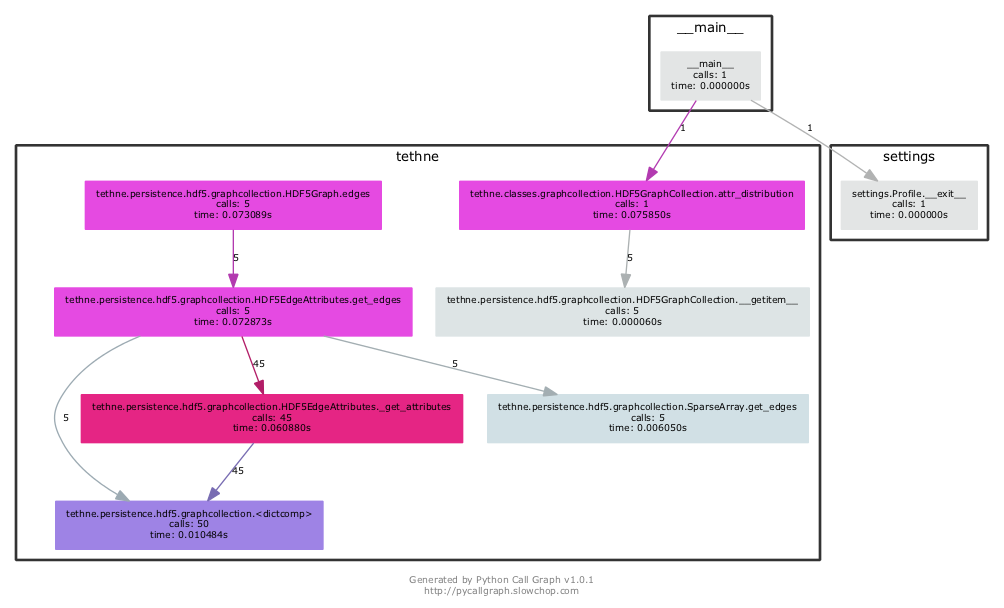 __main__
__main__
calls: 1
time: 0.000000s
1
1
tethne
settings
tethne.persistence.hdf5.graphcollection.HDF5Graph.edges
calls: 5
time: 0.073089s
tethne.classes.graphcollection.HDF5GraphCollection.attr_distribution
calls: 1
time: 0.075850s
settings.Profile.__exit__
calls: 1
time: 0.000000s
5
5
tethne.persistence.hdf5.graphcollection.HDF5EdgeAttributes.get_edges
calls: 5
time: 0.072873s
tethne.persistence.hdf5.graphcollection.HDF5GraphCollection.__getitem__
calls: 5
time: 0.000060s
45
5
5
tethne.persistence.hdf5.graphcollection.HDF5EdgeAttributes._get_attributes
calls: 45
time: 0.060880s
tethne.persistence.hdf5.graphcollection.SparseArray.get_edges
calls: 5
time: 0.006050s
45
tethne.persistence.hdf5.graphcollection.<dictcomp>
calls: 50
time: 0.010484s
Generated by Python Call Graph v1.0.1
http://pycallgraph.slowchop.com